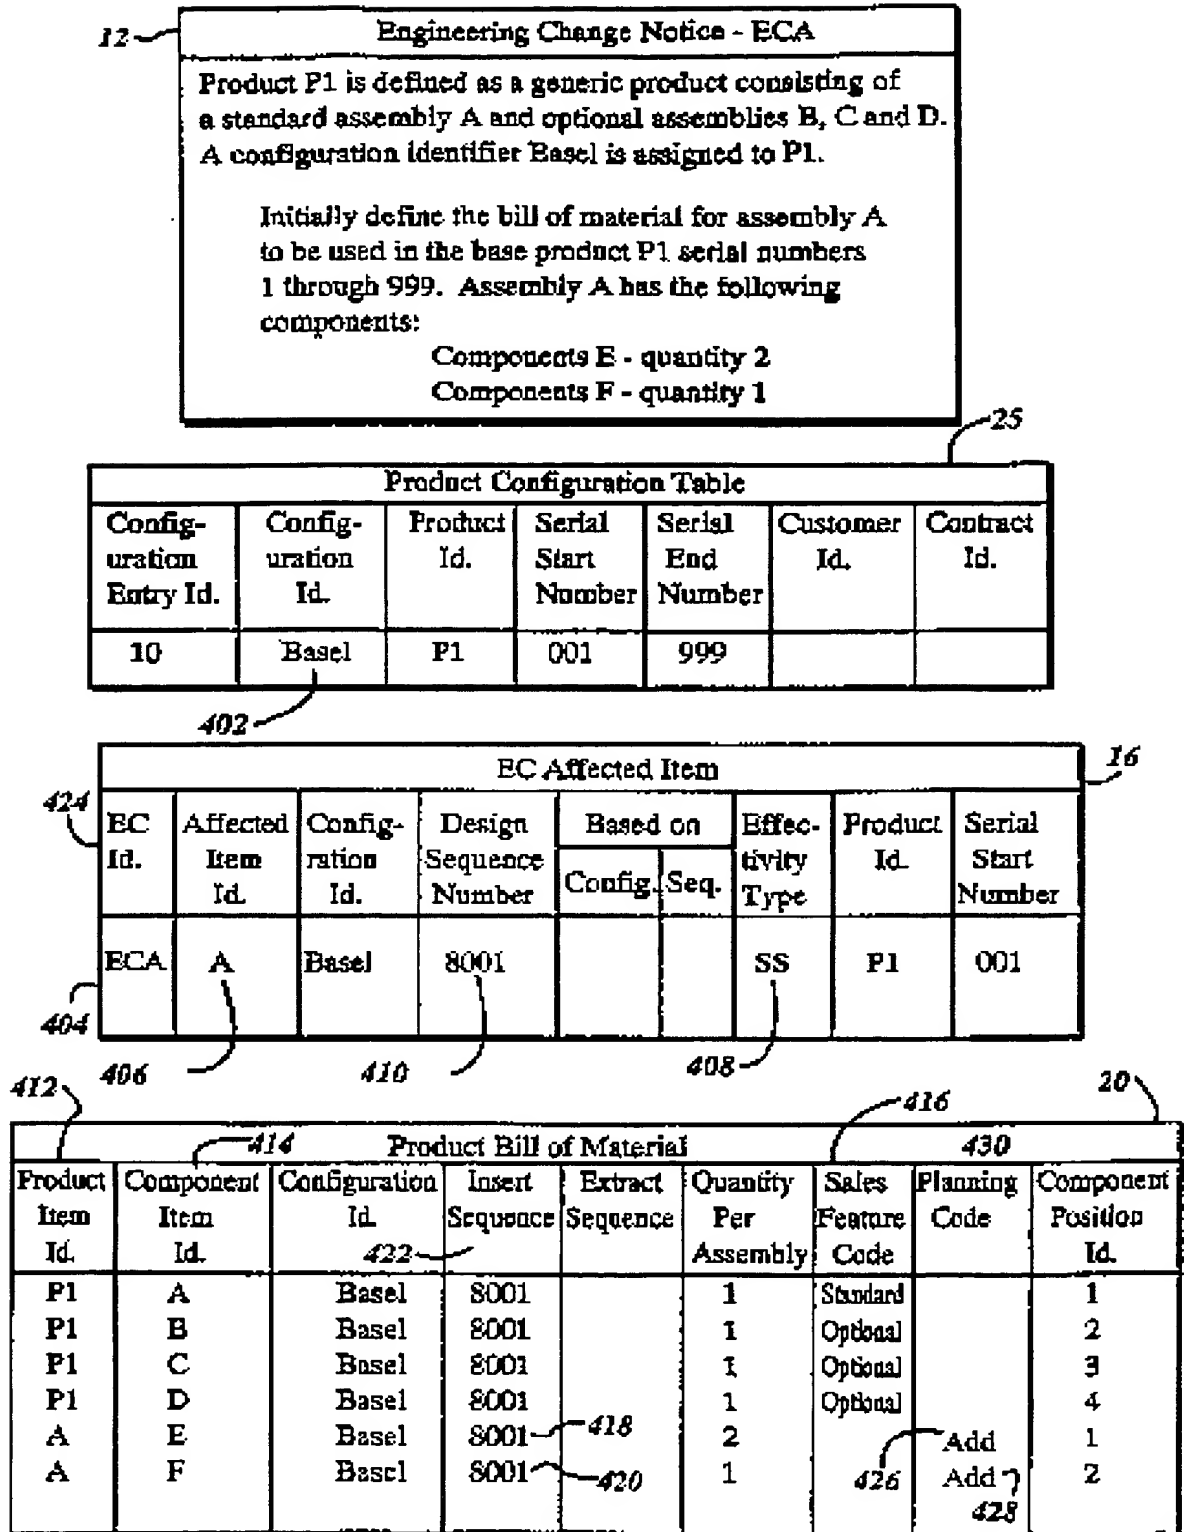 12
Engineering Change Notice - ECA
Product P1 is defined as a generic product consisting of
a standard assembly A and optional assemblies B, C and D.
A configuration identifier Basel is assigned to P1.
Initially define the bill of material for assembly A
to be used in the base product P1 serial numbers
1 through 999. Assembly A has the following
components:
Components E - quantity 2
Components F - quantity 1
25
Product Configuration Table
Config- Config- Product Serial Serial Customer Contract
uration uration Id. Start End Id. Id.
Entry Id. Id. Number Number
10 Basel P1 001 999
402
EC Affected Item
16
424
EC Affected Config- Design Based on Effec- Product Serial
Id. Item ration Sequence Config. Seq. tivity Id. Start
Id. Id. Number Type Number
ECA A Basel 8001 SS P1 001
404
406 410 408
412 416 20
414 Product Bill of Material 430
Product Component Configuration Insert Extract Quantity Sales Planning Component
Item Item Id. Sequence Sequence Per Feature Code Position
Id. Id. 422 Assembly Code Id.
P1 A Basel 8001 1 Standard 1
P1 B Basel 8001 1 Optional 2
P1 C Basel 8001 1 Optional 3
P1 D Basel 8001 1 Optional 4
A E Basel 8001 418 2 Add 1
A F Basel 8001 420 1 426 Add 2
428